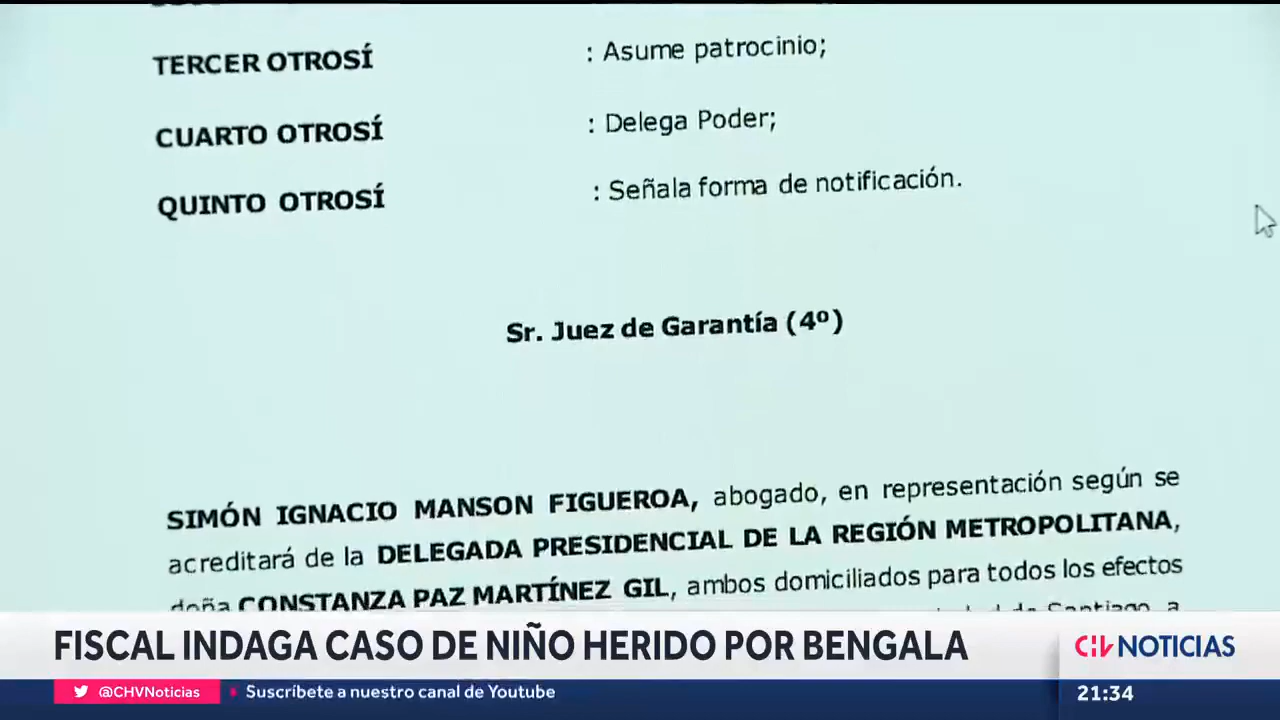 TERCER OTROSÍ : Asume patrocinio;
CUARTO OTROSÍ : Delega Poder;
QUINTO OTROSÍ : Señala forma de notificación.
Sr. Juez de Garantía (4º)
SIMÓN IGNACIO MANSON FIGUEROA, abogado, en representación según se
acreditará de la DELEGADA PRESIDENCIAL DE LA REGIÓN METROPOLITANA,
doña CONSTANZA PAZ MARTÍNEZ GIL, ambos domiciliados para todos los efectos
de Santiago, a
FISCAL INDAGA CASO DE NIÑO HERIDO POR BENGALA
CHV NOTICIAS
@CHVNoticias
Suscríbete a nuestro canal de Youtube
21:34